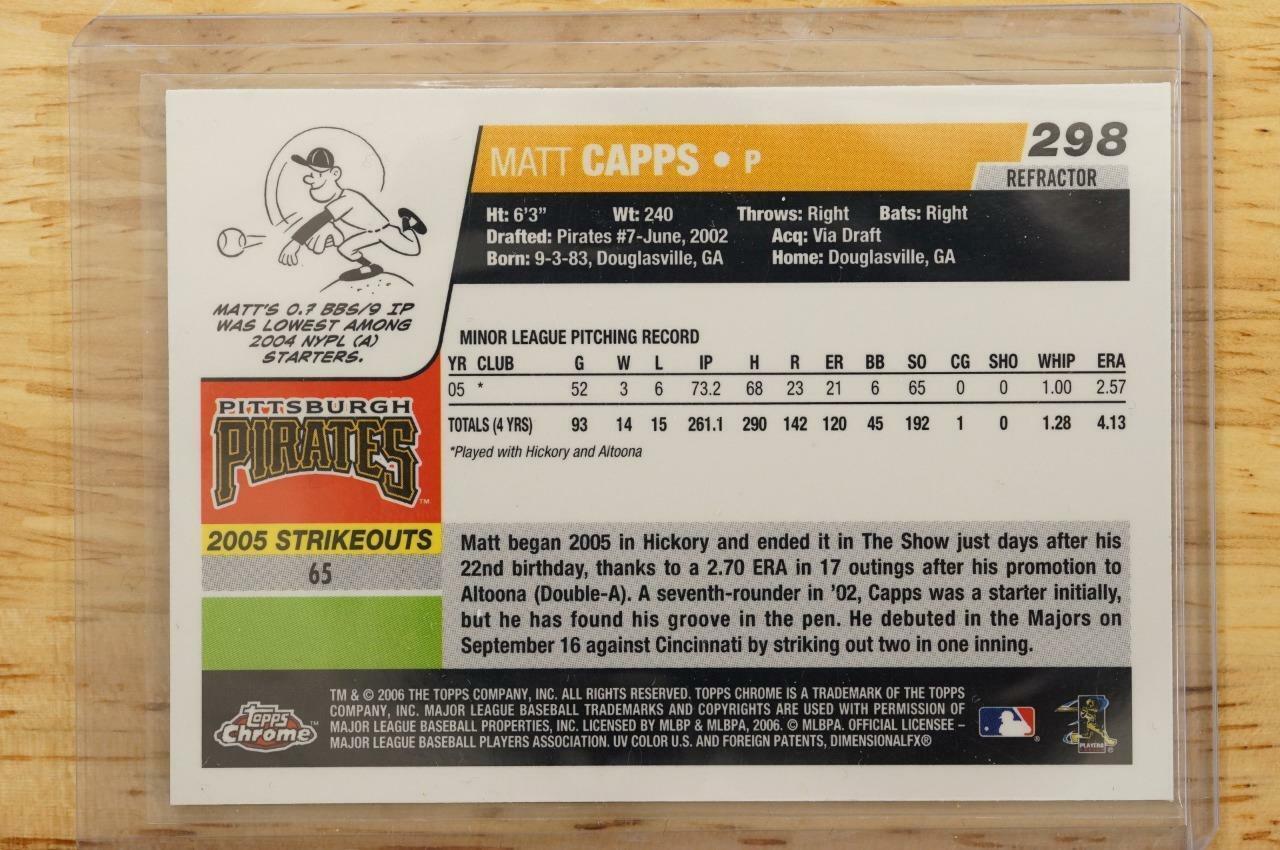 298
MATT CAPPS • P
REFRACTOR
Ht: 6'3" Wt: 240 Throws: Right Bats: Right
Drafted: Pirates #7-June, 2002 Acq: Via Draft
Born: 9-3-83, Douglasville, GA Home: Douglasville, GA
MATT'S 0.7 BBS/9 IP
WAS LOWEST AMONG
2004 NYPL (A)
STARTERS.
MINOR LEAGUE PITCHING RECORD
YR CLUB G W L IP H R ER BB SO CG SHO WHIP ERA
05 * 52 3 6 73.2 68 23 21 6 65 0 0 1.00 2.57
TOTALS (4 YRS) 93 14 15 261.1 290 142 120 45 192 1 0 1.28 4.13
*Played with Hickory and Altoona
PITTSBURGH
PIRATES™
2005 STRIKEOUTS
65
Matt began 2005 in Hickory and ended it in The Show just days after his
22nd birthday, thanks to a 2.70 ERA in 17 outings after his promotion to
Altoona (Double-A). A seventh-rounder in '02, Capps was a starter initially,
but he has found his groove in the pen. He debuted in the Majors on
September 16 against Cincinnati by striking out two in one inning.
Topps
Chrome™
TM & © 2006 THE TOPPS COMPANY, INC. ALL RIGHTS RESERVED. TOPPS CHROME IS A TRADEMARK OF THE TOPPS
COMPANY, INC. MAJOR LEAGUE BASEBALL TRADEMARKS AND COPYRIGHTS ARE USED WITH PERMISSION OF
MAJOR LEAGUE BASEBALL PROPERTIES, INC. LICENSED BY MLBP & MLBPA, 2006. © MLBPA. OFFICIAL LICENSEE –
MAJOR LEAGUE BASEBALL PLAYERS ASSOCIATION. UV COLOR U.S. AND FOREIGN PATENTS, DIMENSIONALFX®
®
PLAYERS ®